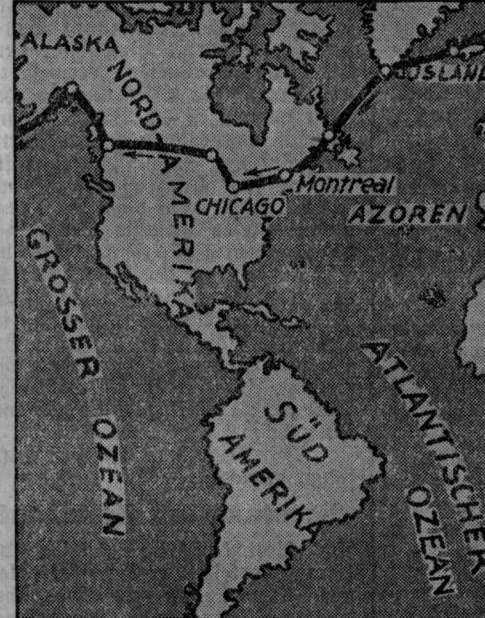 ALASKA
NORD-
AMERIKA
ISLAND
Montreal
CHICAGO
AZOREN
GROSSER
OZEAN
ATLANTISCHER
OZEAN
SÜD
AMERIKA